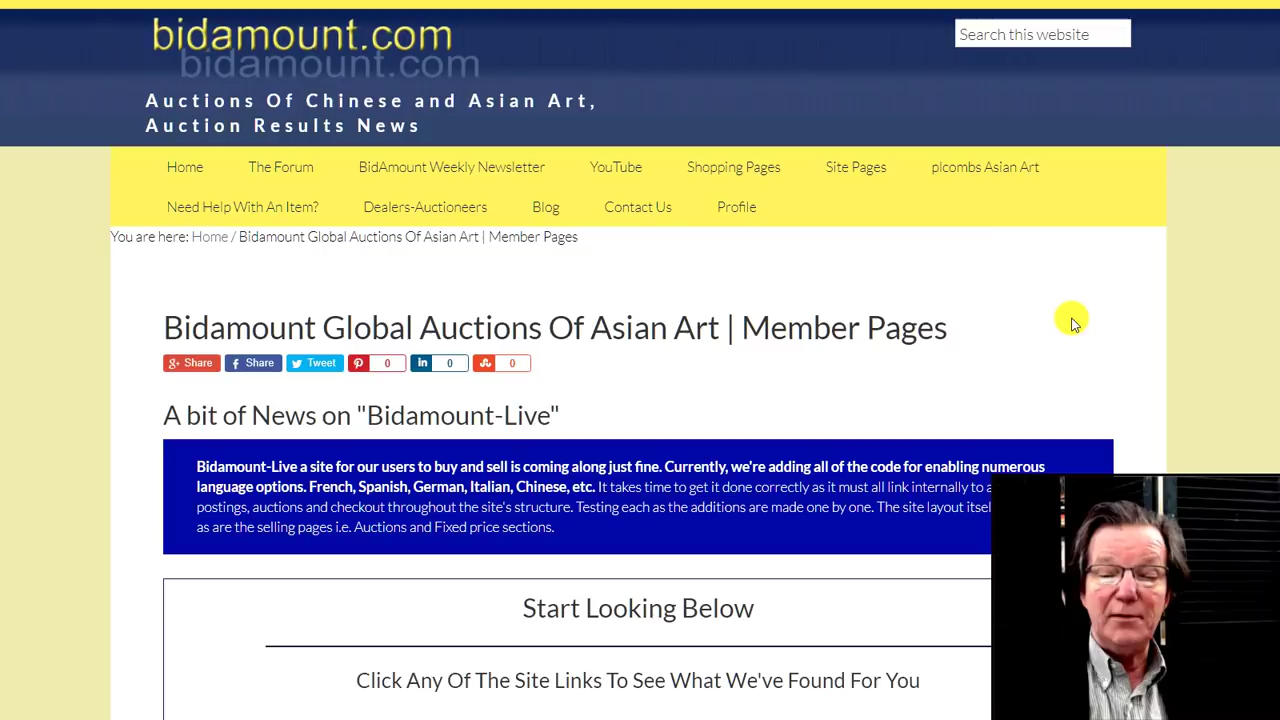 bidamount.com
bidamount.com
Search this website
Auctions Of Chinese and Asian Art,
Auction Results News
Home The Forum BidAmount Weekly Newsletter YouTube Shopping Pages Site Pages plcombs Asian Art
Need Help With An Item? Dealers-Auctioneers Blog Contact Us Profile
You are here: Home / Bidamount Global Auctions Of Asian Art | Member Pages
Bidamount Global Auctions Of Asian Art | Member Pages
Share Share Tweet 0 0 0
A bit of News on "Bidamount-Live"
Bidamount-Live a site for our users to buy and sell is coming along just fine. Currently, we're adding all of the code for enabling numerous
language options. French, Spanish, German, Italian, Chinese, etc. It takes time to get it done correctly as it must all link internally to
postings, auctions and checkout throughout the site's structure. Testing each as the additions are made one by one. The site layout
as are the selling pages i.e. Auctions and Fixed price sections.
Start Looking Below
Click Any Of The Site Links To See What We've Found For You